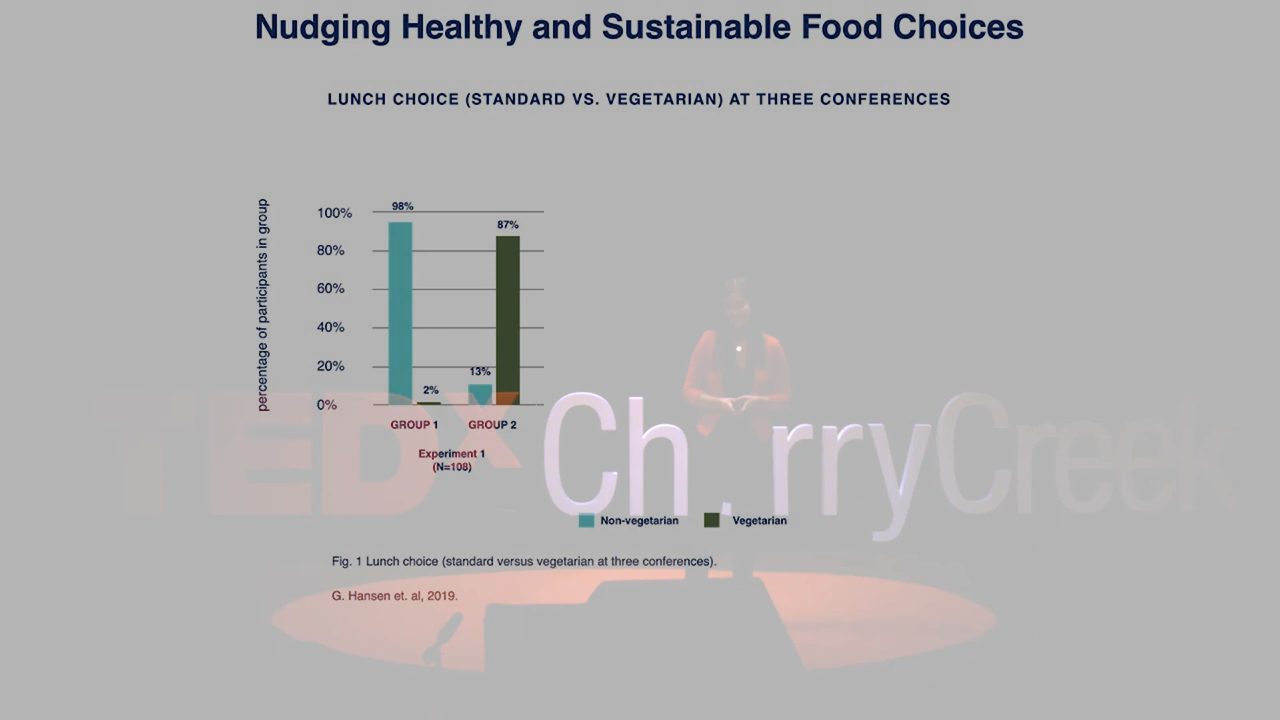 Nudging Healthy and Sustainable Food Choices
LUNCH CHOICE (STANDARD VS. VEGETARIAN) AT THREE CONFERENCES
percentage of participants in group
100%
80%
60%
40%
20%
0%
98%
2%
13%
87%
GROUP 1
GROUP 2
Experiment 1
(N=108)
TEDxCh rryCreek
Non-vegetarian
Vegetarian
Fig. 1 Lunch choice (standard versus vegetarian at three conferences).
G. Hansen et. al, 2019.